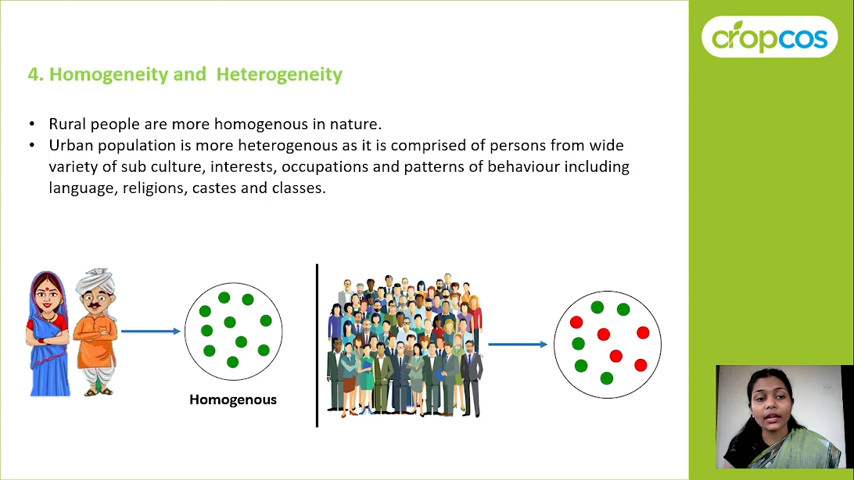 cropcos
4. Homogeneity and Heterogeneity
• Rural people are more homogenous in nature.
• Urban population is more heterogenous as it is comprised of persons from wide
variety of sub culture, interests, occupations and patterns of behaviour including
language, religions, castes and classes.
Homogenous